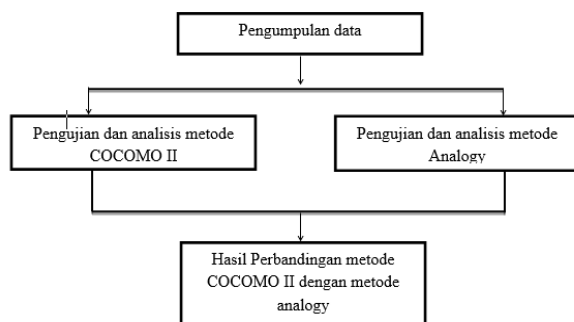 Pengumpulan data
Pengujian dan analisis metode
COCOMO II
Pengujian dan analisis metode
Analogy
Hasil Perbandingan metode
COCOMO II dengan metode
analogy